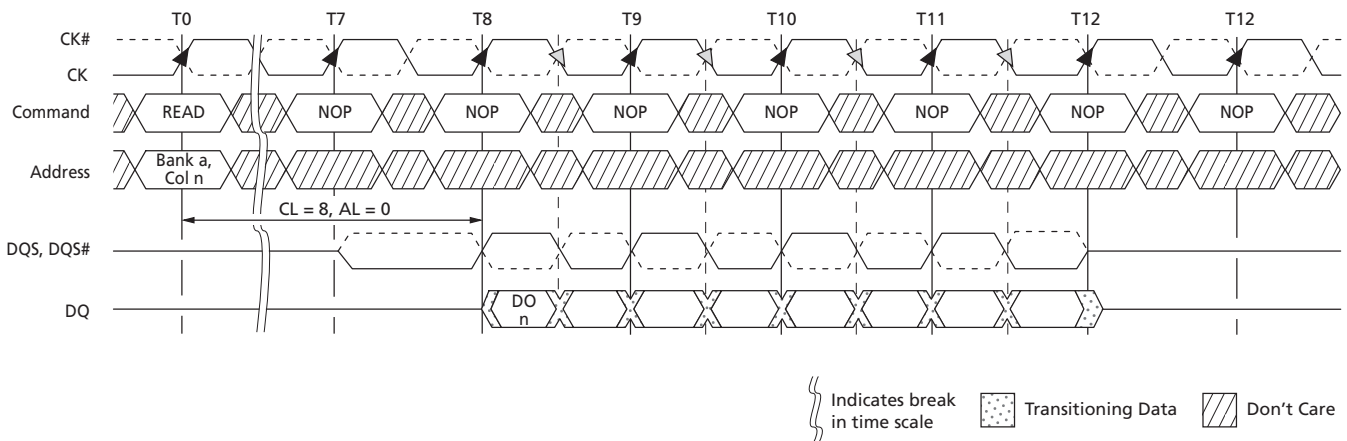 T0 T7 T8 T9 T10 T11 T12 T12
CK#
CK
Command READ NOP NOP NOP NOP NOP NOP NOP
Address Bank a,
Col n
CL = 8, AL = 0
DQS, DQS#
DQ DO
n
Indicates break
in time scale
Transitioning Data
Don't Care